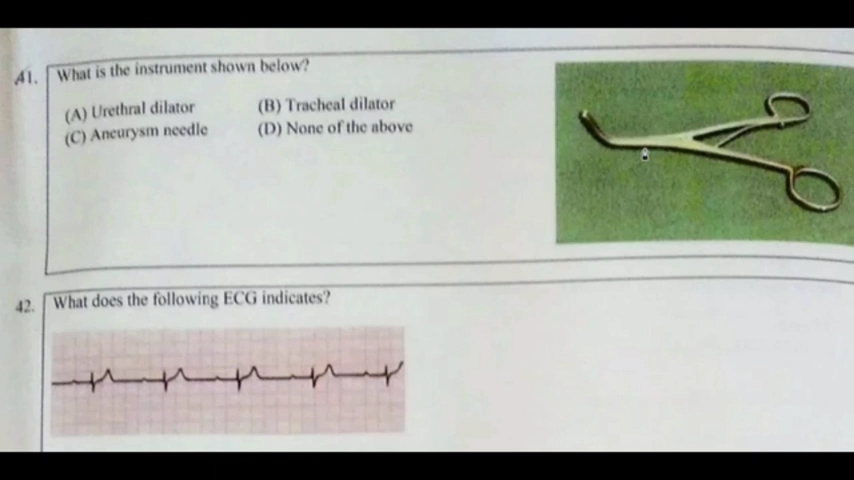 41. What is the instrument shown below?
(A) Urethral dilator (B) Tracheal dilator
(C) Aneurysm needle (D) None of the above
42. What does the following ECG indicates?